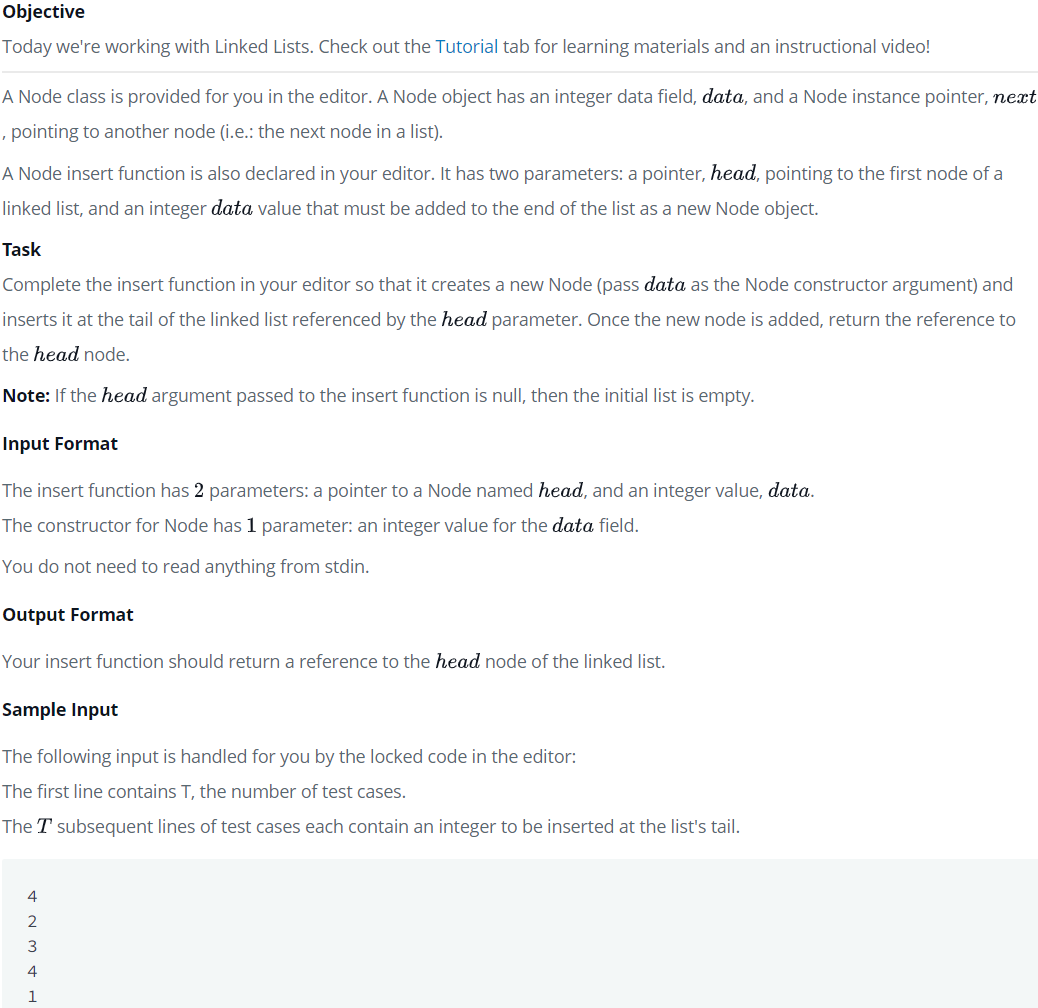 Objective
Today we're working with Linked Lists. Check out the Tutorial tab for learning materials and an instructional video!
A Node class is provided for you in the editor. A Node object has an integer data field, data, and a Node instance pointer, next
, pointing to another node (i.e.: the next node in a list).
A Node insert function is also declared in your editor. It has two parameters: a pointer, head, pointing to the first node of a
linked list, and an integer data value that must be added to the end of the list as a new Node object.
Task
Complete the insert function in your editor so that it creates a new Node (pass data as the Node constructor argument) and
inserts it at the tail of the linked list referenced by the head parameter. Once the new node is added, return the reference to
the head node.
Note: If the head argument passed to the insert function is null, then the initial list is empty.
Input Format
The insert function has 2 parameters: a pointer to a Node named head, and an integer value, data.
The constructor for Node has 1 parameter: an integer value for the data field.
You do not need to read anything from stdin.
Output Format
Your insert function should return a reference to the head node of the linked list.
Sample Input
The following input is handled for you by the locked code in the editor:
The first line contains T, the number of test cases.
The T subsequent lines of test cases each contain an integer to be inserted at the list's tail.
4
2
3
4
1